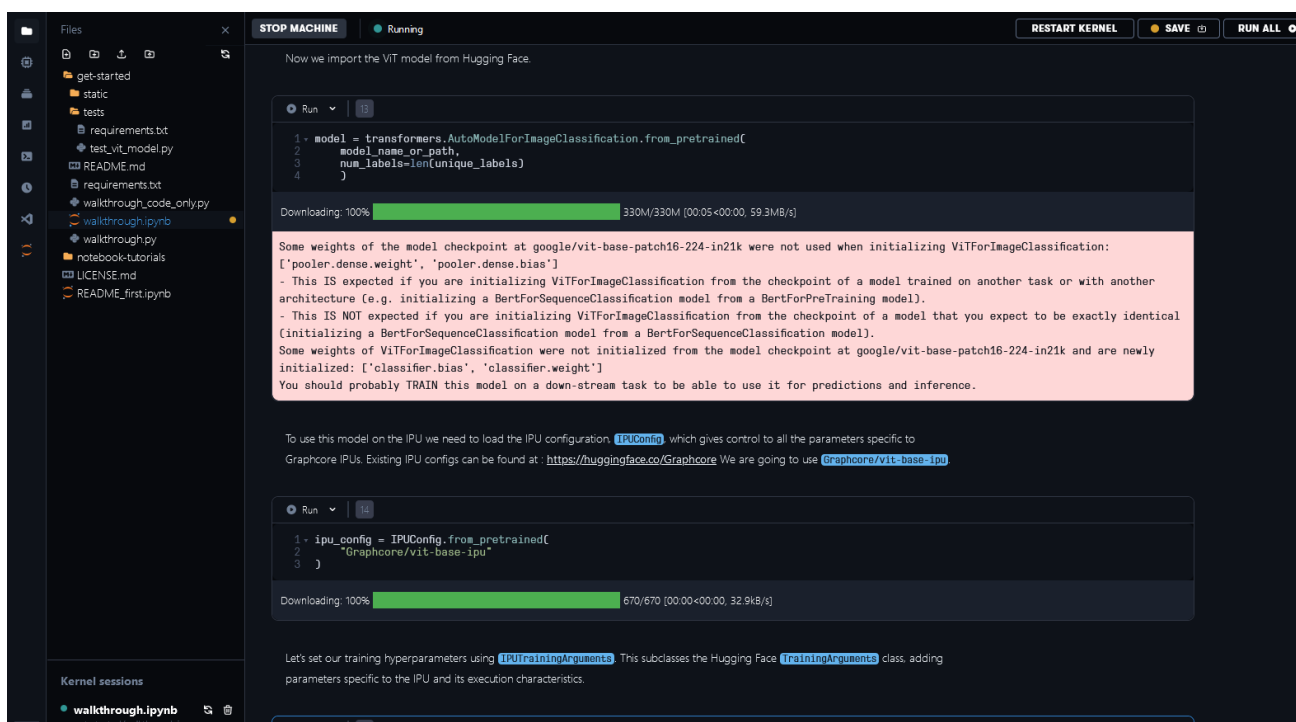 Files
×
STOP MACHINE
Running
RESTART KERNEL
SAVE
RUN ALL
get-started
static
tests
requirements.txt
test_vit_model.py
README.md
requirements.txt
walkthrough_code_only.py
walkthrough.ipynb
walkthrough.py
notebook-tutorials
LICENSE.md
README_first.ipynb
Kernel sessions
walkthrough.ipynb
Now we import the ViT model from Hugging Face.
Run 13
1 model = transformers.AutoModelForImageClassification.from_pretrained(
2 model_name_or_path,
3 num_labels=len(unique_labels)
4 )
Downloading: 100% 330M/330M [00:05<00:00, 59.3MB/s]
Some weights of the model checkpoint at google/vit-base-patch16-224-in21k were not used when initializing ViTForImageClassification:
['pooler.dense.weight', 'pooler.dense.bias']
- This IS expected if you are initializing ViTForImageClassification from the checkpoint of a model trained on another task or with another
architecture (e.g. initializing a BertForSequenceClassification model from a BertForPreTraining model).
- This IS NOT expected if you are initializing ViTForImageClassification from the checkpoint of a model that you expect to be exactly identical
(initializing a BertForSequenceClassification model from a BertForSequenceClassification model).
Some weights of ViTForImageClassification were not initialized from the model checkpoint at google/vit-base-patch16-224-in21k and are newly
initialized: ['classifier.bias', 'classifier.weight']
You should probably TRAIN this model on a down-stream task to be able to use it for predictions and inference.
To use this model on the IPU we need to load the IPU configuration, IPUConfig, which gives control to all the parameters specific to
Graphcore IPUs. Existing IPU configs can be found at : https://huggingface.co/Graphcore We are going to use Graphcore/vit-base-ipu.
Run 14
1 ipu_config = IPUConfig.from_pretrained(
2 "Graphcore/vit-base-ipu"
3 )
Downloading: 100% 670/670 [00:00<00:00, 32.9kB/s]
Let's set our training hyperparameters using IPUTrainingArguments. This subclasses the Hugging Face TrainingArguments class, adding
parameters specific to the IPU and its execution characteristics.